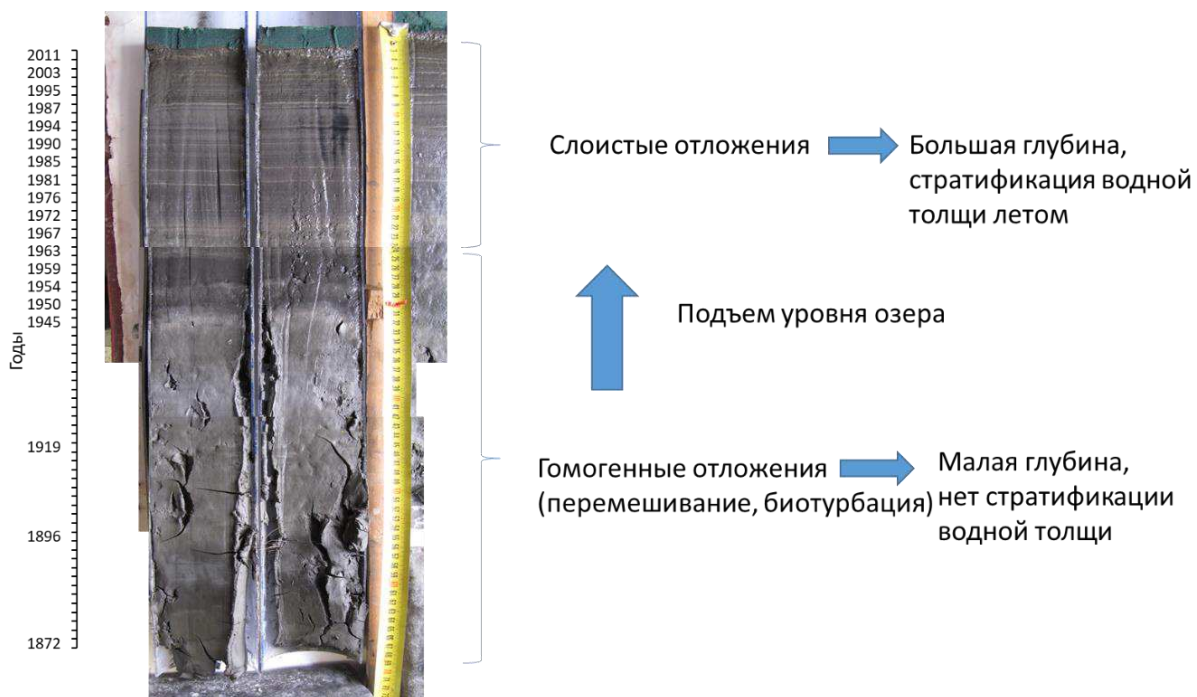 2011
2003
1995
1987
1994
1990
1985
1981
1976
1972
1967
1963
1959
1954
1950
1945
1919
1896
1872
Годы
Слоистые отложения
Большая глубина,
стратификация водной
толщи летом
Подъем уровня озера
Гомогенные отложения
(перемешивание, биотурбация)
Малая глубина,
нет стратификации
водной толщи